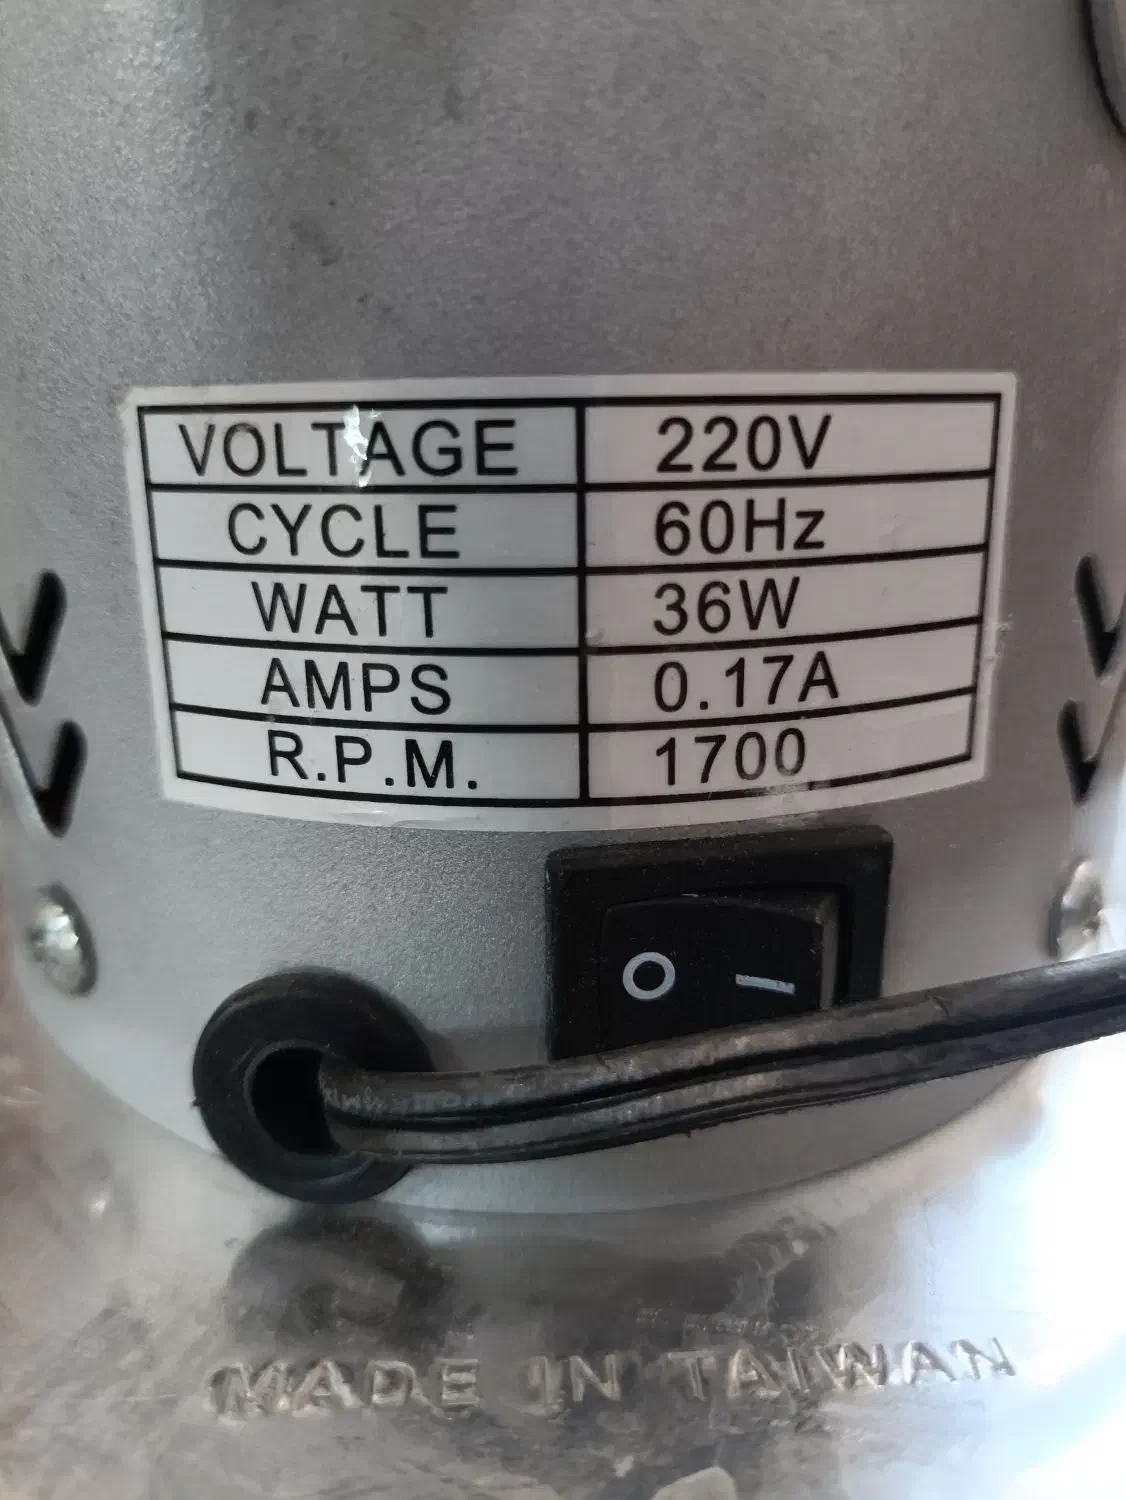 VOLTAGE 220V
CYCLE 60Hz
WATT 36W
AMPS 0.17A
R.P.M. 1700
O I
MADE IN TAIWAN